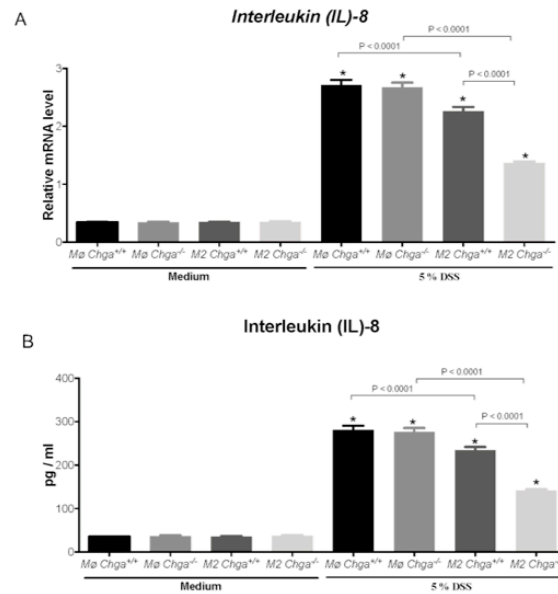 A
Interleukin (IL)-8
P < 0.0001
P < 0.0001
P < 0.0001
Relative mRNA level
3
2
1
0
* * * *
Mø Chga+/+ Mø Chga-/- M2 Chga+/+ M2 Chga-/- Mø Chga+/+ Mø Chga-/- M2 Chga+/+ M2 Chga-/-
Medium 5 % DSS
B
Interleukin (IL)-8
P < 0.0001
P < 0.0001
P < 0.0001
pg / ml
400
300
200
100
0
* * * *
Mø Chga+/+ Mø Chga-/- M2 Chga+/+ M2 Chga-/- Mø Chga+/+ Mø Chga-/- M2 Chga+/+ M2 Chga-/-
Medium 5 % DSS